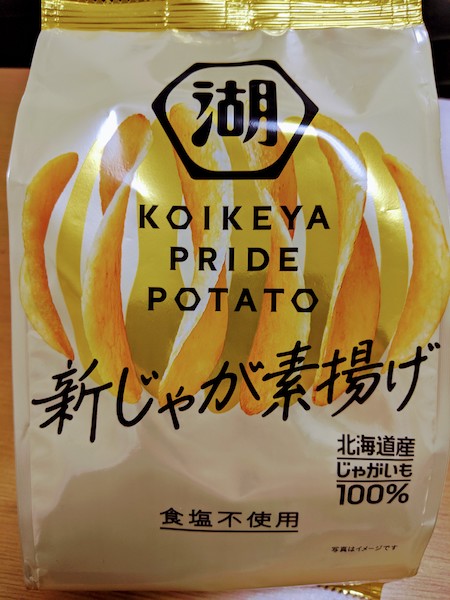 湖
KOIKEYA
PRIDE
POTATO
新じゃが素揚げ
北海道産
じゃがいも
100%
食塩不使用
写真はイメージです